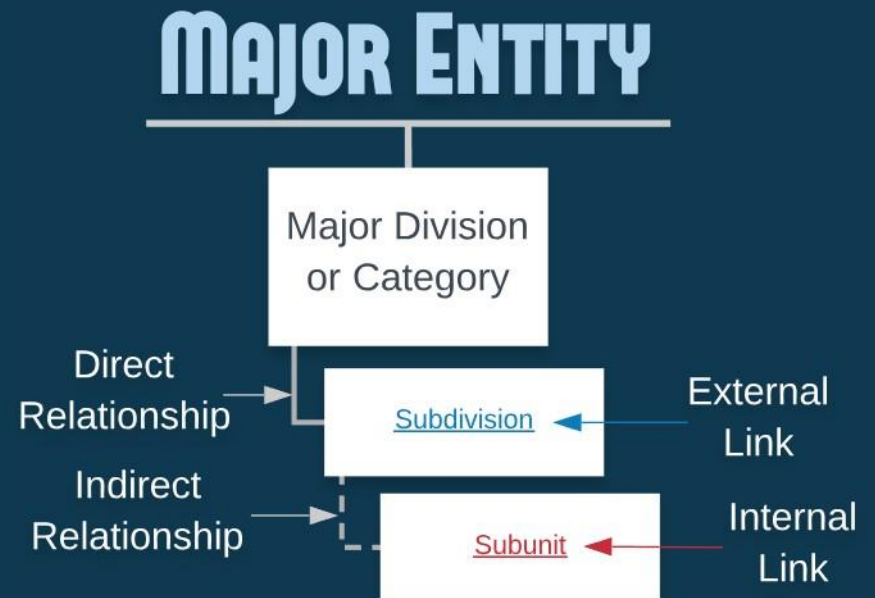 Major Entity
Major Division
or Category
Direct
Relationship
Subdivision
External
Link
Indirect
Relationship
Subunit
Internal
Link